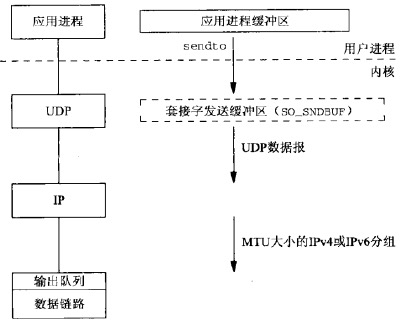 应用进程
应用进程缓冲区
sendto
用户进程
内核
UDP
套接字发送缓冲区（SO_SNDBUF）
UDP数据报
IP
MTU大小的IPv4或IPv6分组
输出队列
数据链路